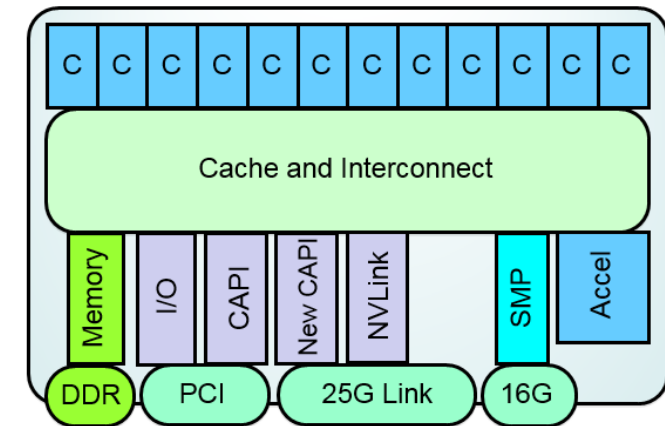 C C C C C C C C C C C C
Cache and Interconnect
Memory
I/O
CAPI
New CAPI
NVLink
SMP
Accel
DDR
PCI
25G Link
16G